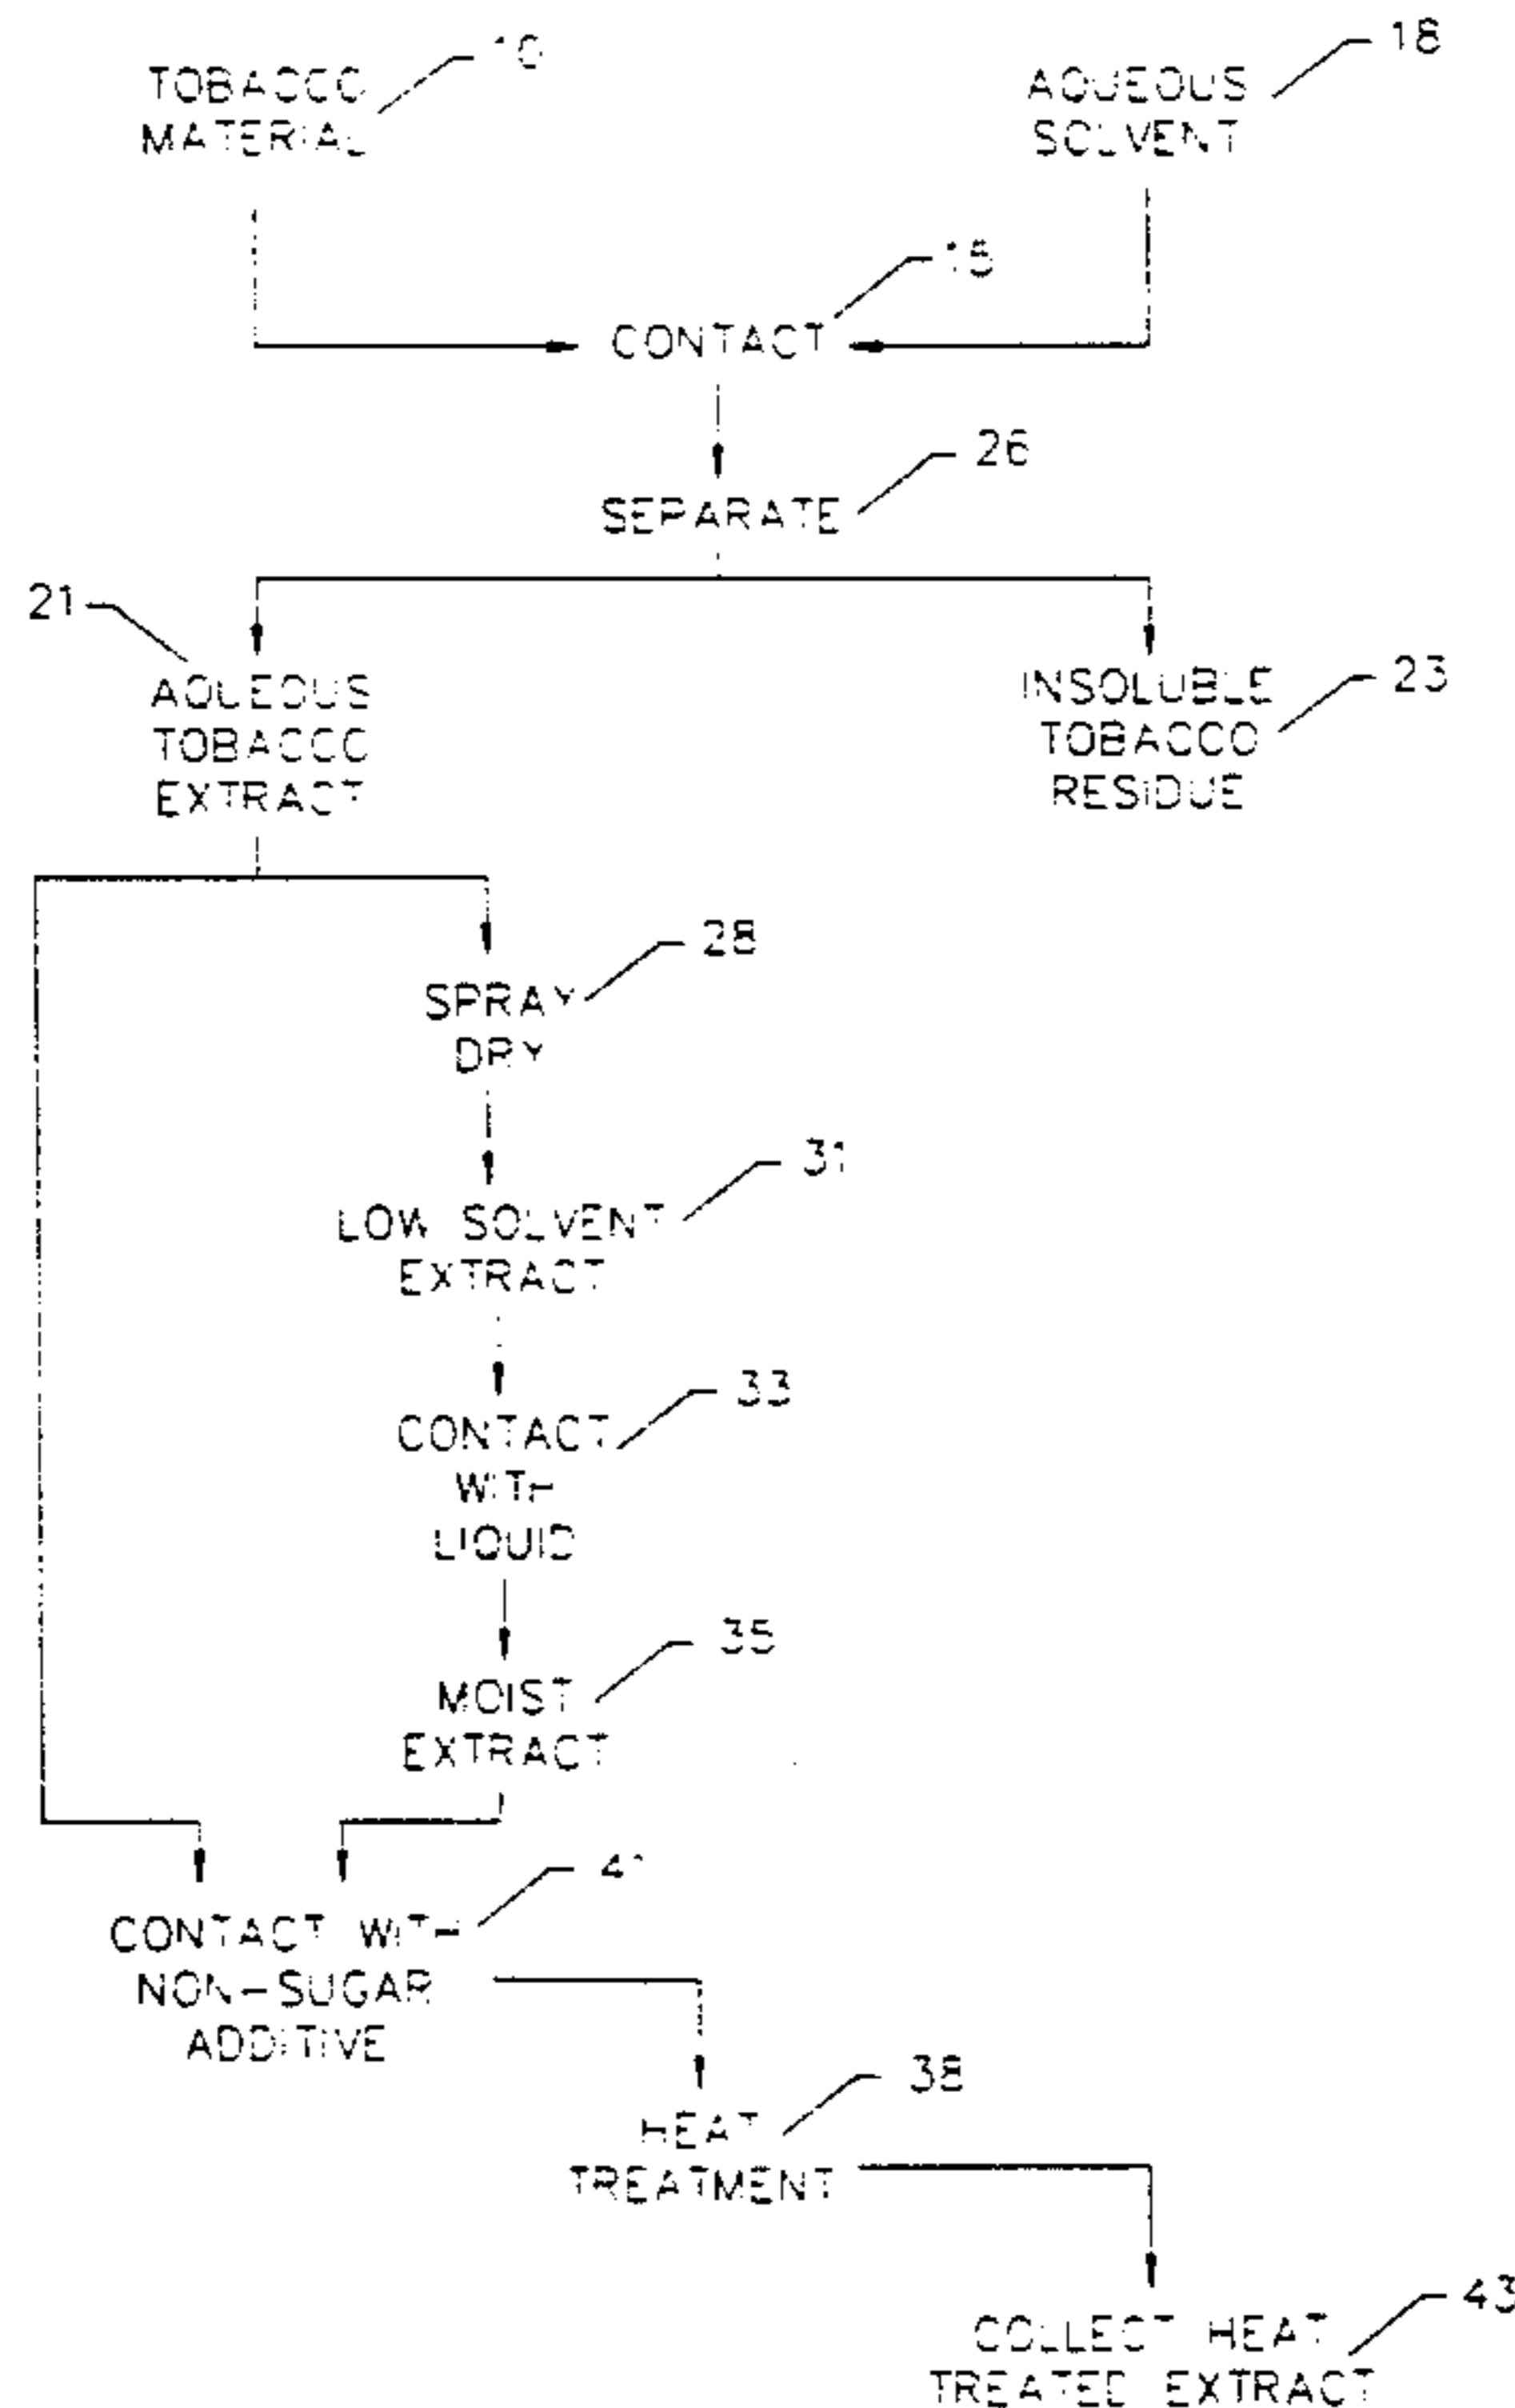 TOBACCO
MATERIAL
10
AQUEOUS
SOLVENT
18
CONTACT
15
SEPARATE
26
21
AQUEOUS
TOBACCO
EXTRACT
INSOLUBLE
TOBACCO
RESIDUE
23
SPRAY
DRY
28
LOW SOLVENT
EXTRACT
31
CONTACT
WITH
LIQUID
33
MOIST
EXTRACT
35
CONTACT WITH
NON-SUGAR
ADDITIVE
41
HEAT
TREATMENT
38
COLLECT HEAT
TREATED EXTRACT
43